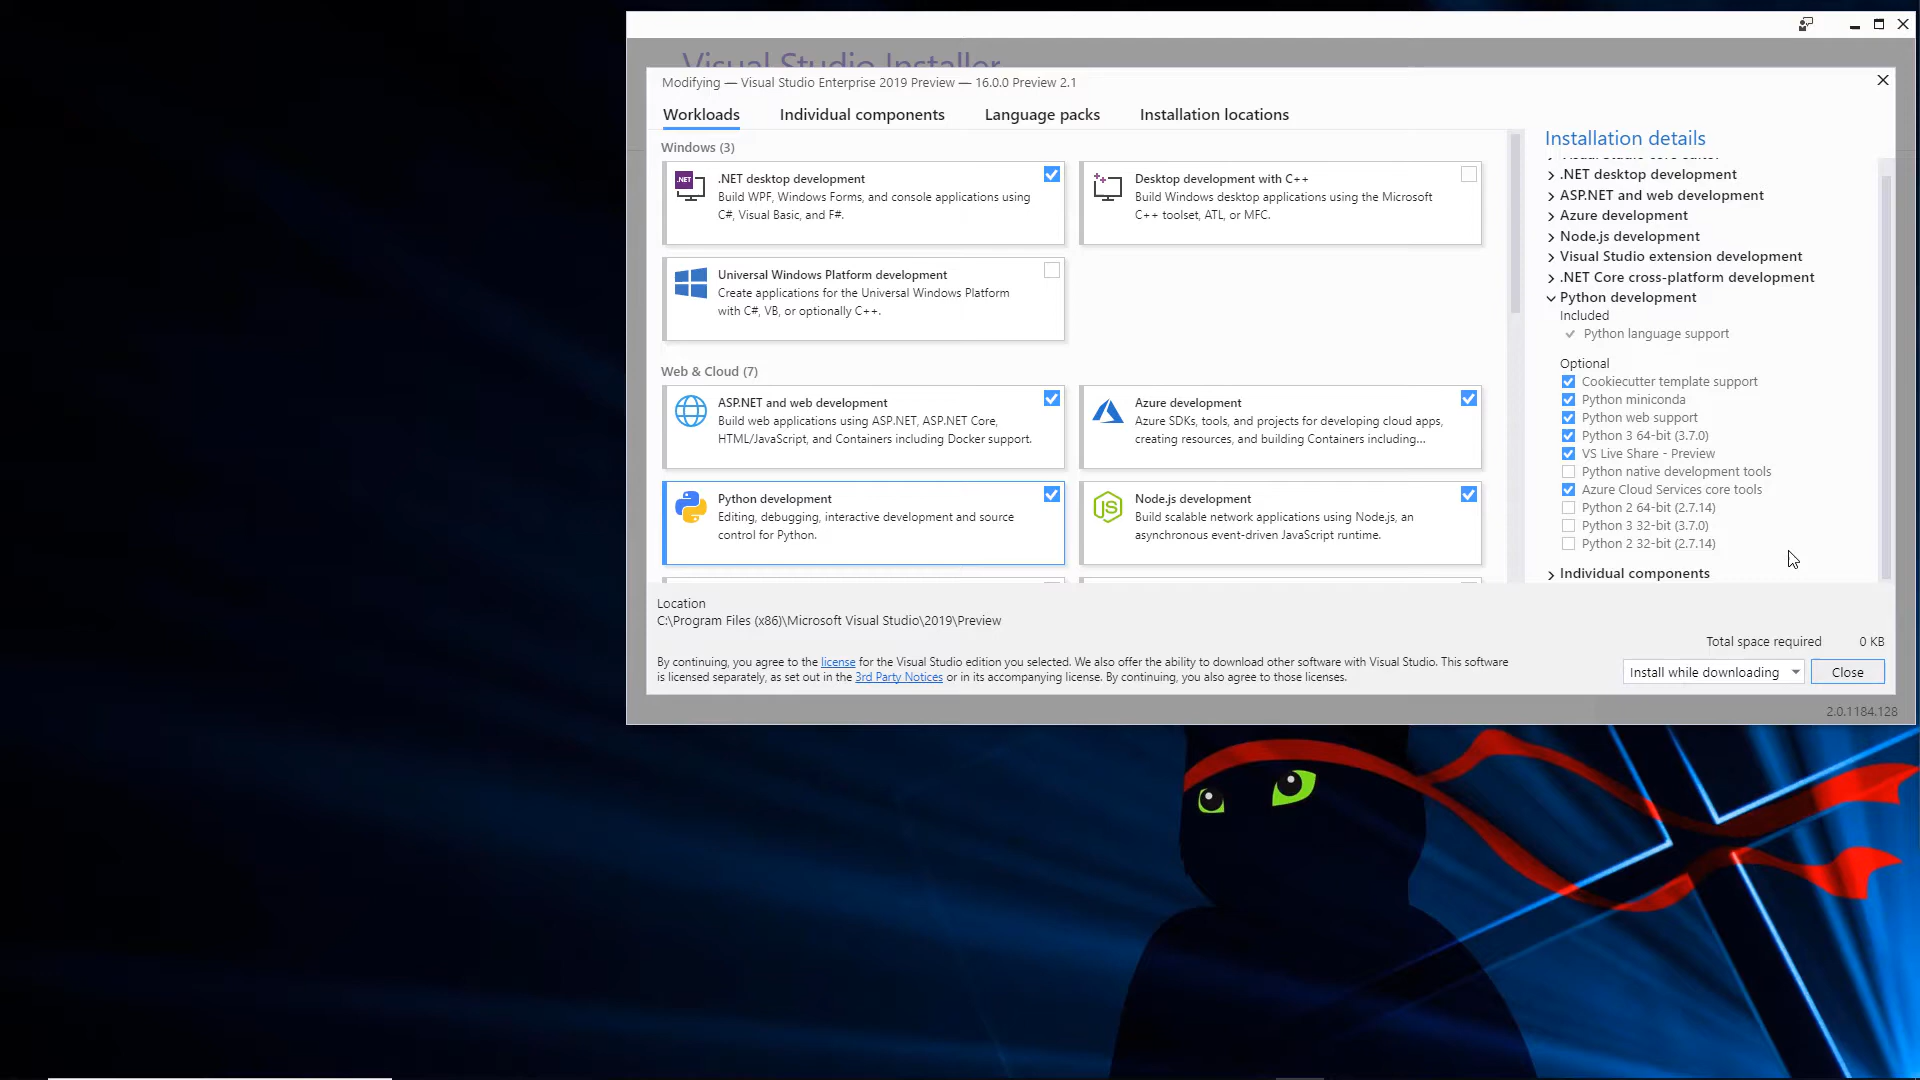 Visual Studio Installer
Modifying — Visual Studio Enterprise 2019 Preview — 16.0.0 Preview 2.1
Workloads
Individual components
Language packs
Installation locations
Windows (3)
.NET
.NET desktop development
Build WPF, Windows Forms, and console applications using
C#, Visual Basic, and F#.
Desktop development with C++
Build Windows desktop applications using the Microsoft
C++ toolset, ATL, or MFC.
Universal Windows Platform development
Create applications for the Universal Windows Platform
with C#, VB, or optionally C++.
Web & Cloud (7)
ASP.NET and web development
Build web applications using ASP.NET, ASP.NET Core,
HTML/JavaScript, and Containers including Docker support.
Azure development
Azure SDKs, tools, and projects for developing cloud apps,
creating resources, and building Containers including...
Python development
Editing, debugging, interactive development and source
control for Python.
JS
Node.js development
Build scalable network applications using Node.js, an
asynchronous event-driven JavaScript runtime.
Installation details
Visual Studio core editor
.NET desktop development
ASP.NET and web development
Azure development
Node.js development
Visual Studio extension development
.NET Core cross-platform development
Python development
Included
Python language support
Optional
Cookiecutter template support
Python miniconda
Python web support
Python 3 64-bit (3.7.0)
VS Live Share - Preview
Python native development tools
Azure Cloud Services core tools
Python 2 64-bit (2.7.14)
Python 3 32-bit (3.7.0)
Python 2 32-bit (2.7.14)
Individual components
Location
C:\Program Files (x86)\Microsoft Visual Studio\2019\Preview
Total space required 0 KB
By continuing, you agree to the license for the Visual Studio edition you selected. We also offer the ability to download other software with Visual Studio. This software
is licensed separately, as set out in the 3rd Party Notices or in its accompanying license. By continuing, you also agree to those licenses.
Install while downloading
Close
2.0.1184.128